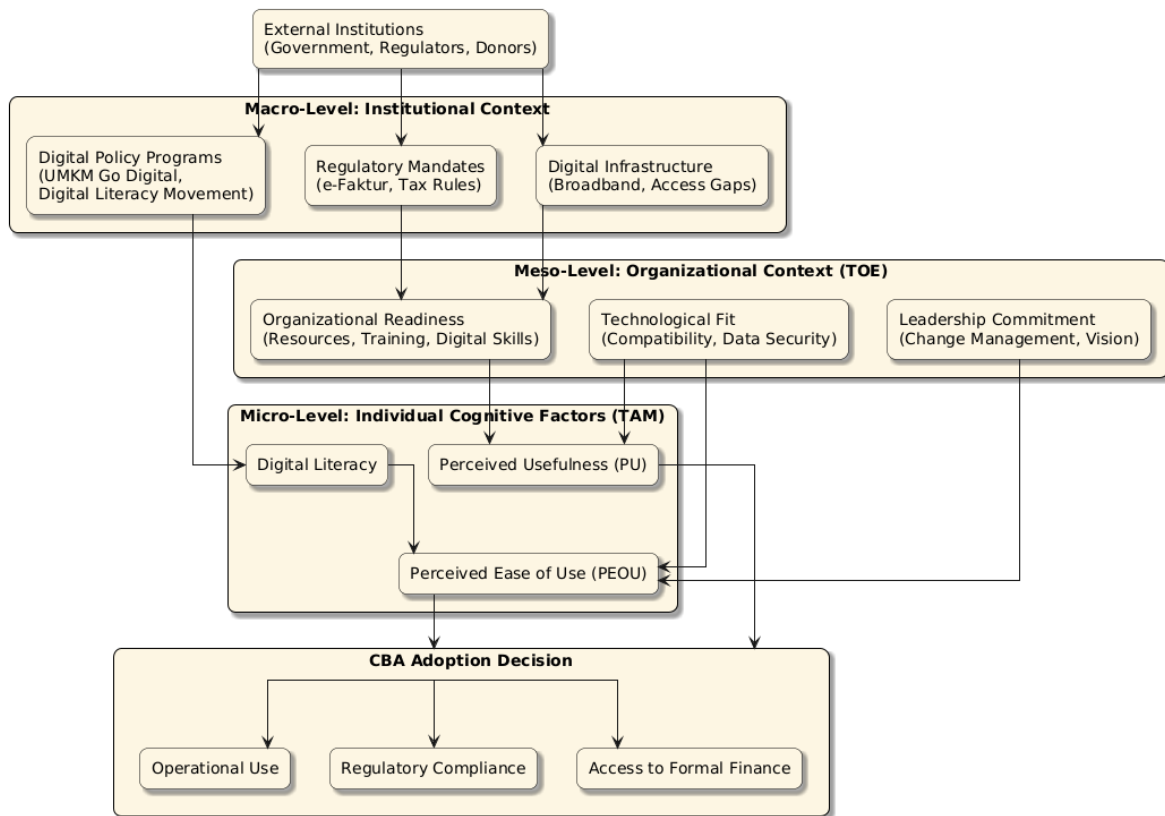 External Institutions
(Government, Regulators, Donors)
Macro-Level: Institutional Context
Digital Policy Programs
(UMKM Go Digital,
Digital Literacy Movement)
Regulatory Mandates
(e-Faktur, Tax Rules)
Digital Infrastructure
(Broadband, Access Gaps)
Meso-Level: Organizational Context (TOE)
Organizational Readiness
(Resources, Training, Digital Skills)
Technological Fit
(Compatibility, Data Security)
Leadership Commitment
(Change Management, Vision)
Micro-Level: Individual Cognitive Factors (TAM)
Digital Literacy
Perceived Usefulness (PU)
Perceived Ease of Use (PEOU)
CBA Adoption Decision
Operational Use
Regulatory Compliance
Access to Formal Finance